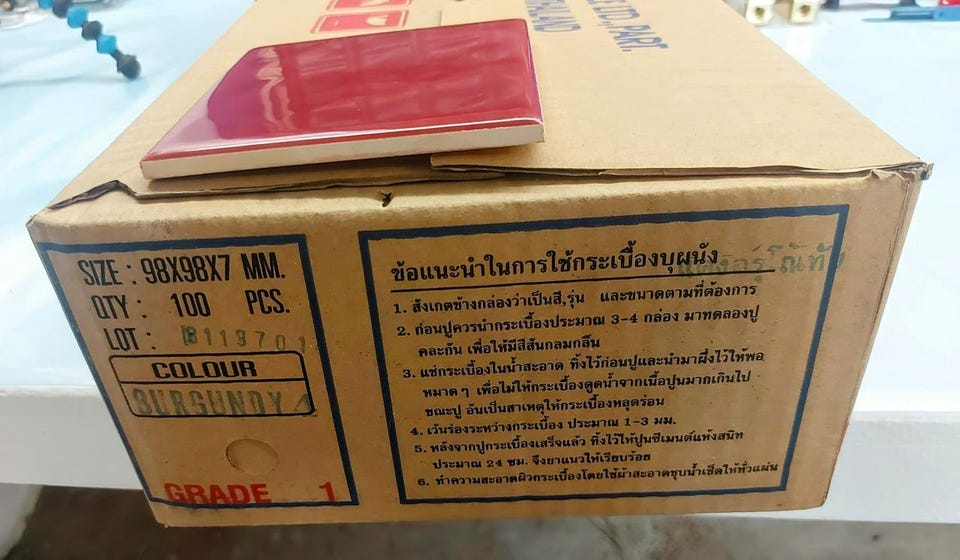 LTD., PART.
THAILAND
SIZE : 98X98X7 MM.
QTY : 100 PCS.
LOT :
COLOUR
BURGUNDY
GRADE 1
ข้อแนะนำในการใช้กระเบื้องบุผนัง
1. สังเกตข้างกล่องว่าเป็นสี,รุ่น และขนาดตามที่ต้องการ
2. ก่อนปูควรนำกระเบื้องประมาณ 3-4 กล่อง มาทดลองปู
คละกัน เพื่อให้มีสีสันกลมกลืน
3. แช่กระเบื้องในน้ำสะอาด ทิ้งไว้ก่อนปูและนำมาผึ่งไว้ให้พอ
หมาดๆ เพื่อไม่ให้กระเบื้องดูดน้ำจากเนื้อปูนมากเกินไป
ขณะปู อันเป็นสาเหตุให้กระเบื้องหลุดร่อน
4. เว้นร่องระหว่างกระเบื้อง ประมาณ 1-3 มม.
5. หลังจากปูกระเบื้องเสร็จแล้ว ทิ้งไว้ให้ปูนซีเมนต์แห้งสนิท
ประมาณ 24 ชม. จึงยาแนวให้เรียบร้อย
6. ทำความสะอาดผิวกระเบื้องโดยใช้ผ้าสะอาดชุบน้ำเช็ดให้ทั่วแผ่น